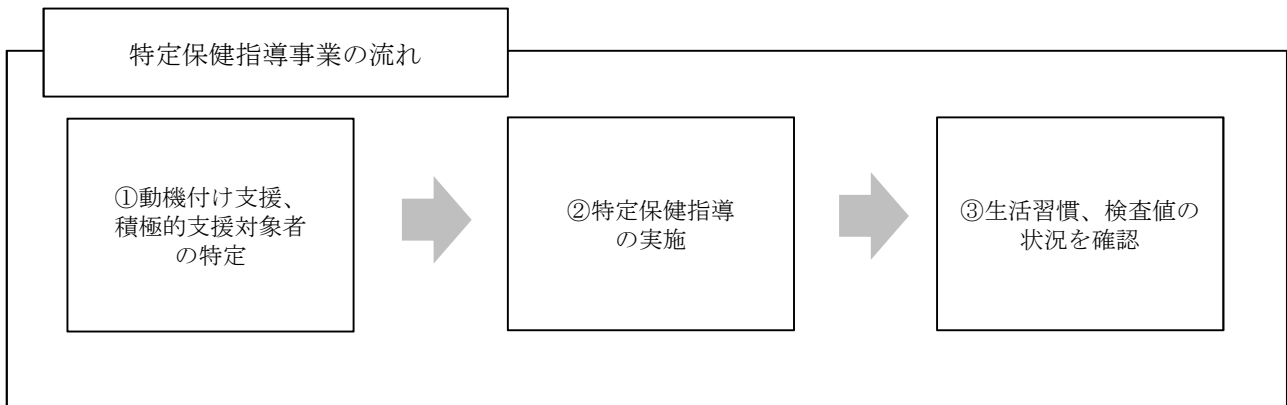 特定保健指導事業の流れ
①動機付け支援、
積極的支援対象者
の特定
②特定保健指導
の実施
③生活習慣、検査値の
状況を確認